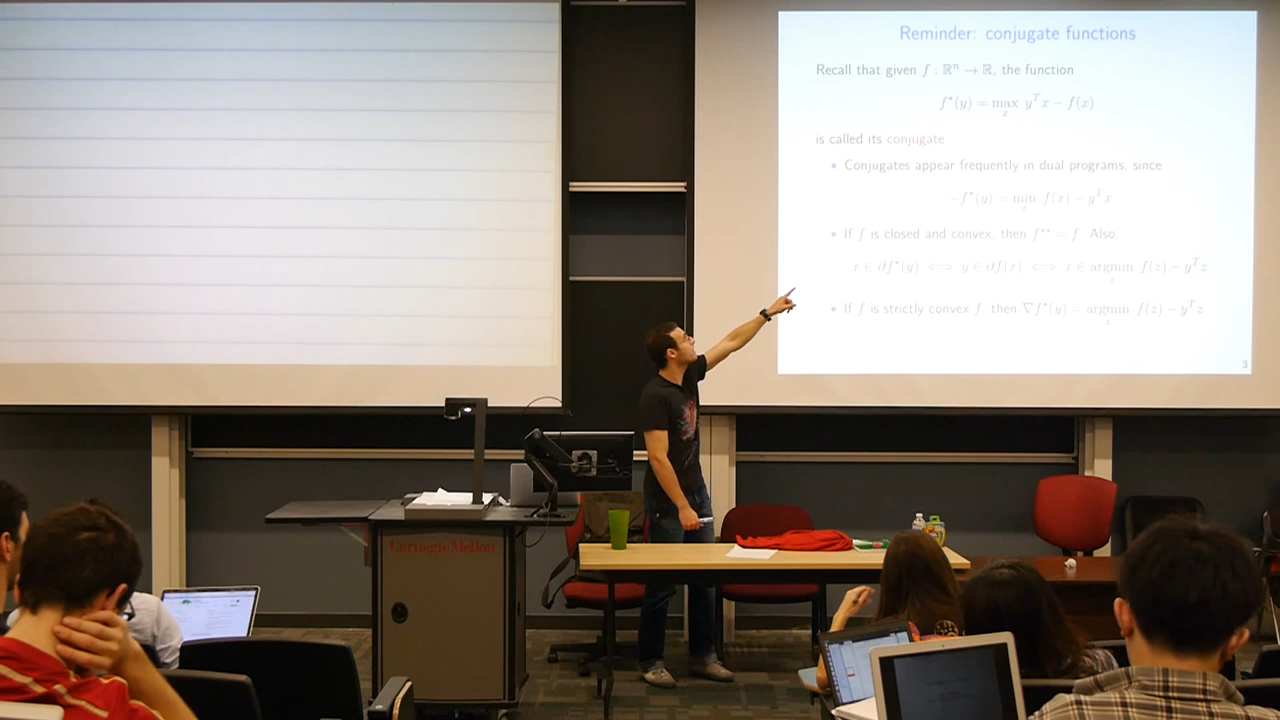 Reminder: conjugate functions
Recall that given f : ℝⁿ → ℝ, the function
f*(y) = max_x yᵀx − f(x)
is called its conjugate
• Conjugates appear frequently in dual programs, since
−f*(y) = min_x f(x) − yᵀx
• If f is closed and convex, then f** = f. Also,
x ∈ ∂f*(y) ⟺ y ∈ ∂f(x) ⟺ x ∈ argmin_z f(z) − yᵀz
• If f is strictly convex f, then ∇f*(y) = argmin_z f(z) − yᵀz
3
Carnegie Mellon